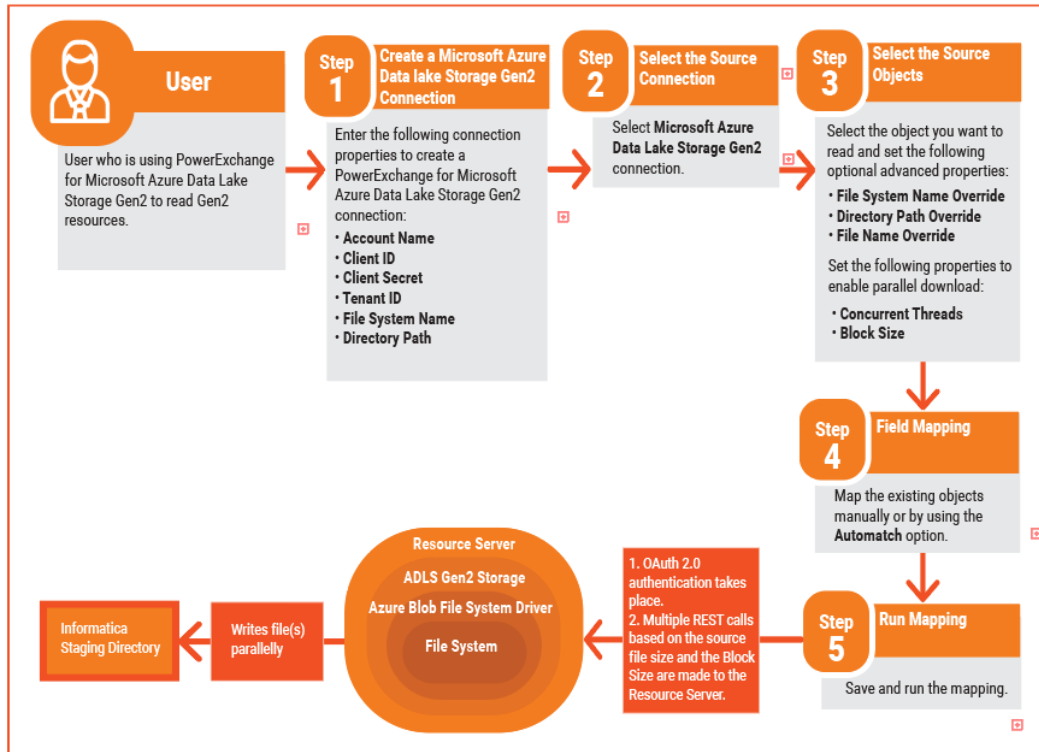 User
User who is using PowerExchange
for Microsoft Azure Data Lake
Storage Gen2 to read Gen2
resources.
Step
1
Create a Microsoft Azure
Data lake Storage Gen2
Connection
Enter the following connection
properties to create a
PowerExchange for Microsoft
Azure Data Lake Storage Gen2
connection:
• Account Name
• Client ID
• Client Secret
• Tenant ID
• File System Name
• Directory Path
Step
2
Select the Source
Connection
Select Microsoft Azure
Data Lake Storage Gen2
connection.
Step
3
Select the Source
Objects
Select the object you want to
read and set the following
optional advanced properties:
• File System Name Override
• Directory Path Override
• File Name Override
Set the following properties to
enable parallel download:
• Concurrent Threads
• Block Size
Step
4
Field Mapping
Map the existing objects
manually or by using the
Automatch option.
Step
5
Run Mapping
Save and run the mapping.
1. OAuth 2.0
authentication takes
place.
2. Multiple REST calls
based on the source
file size and the Block
Size are made to the
Resource Server.
Resource Server
ADLS Gen2 Storage
Azure Blob File System Driver
File System
Writes file(s)
parallelly
Informatica
Staging Directory